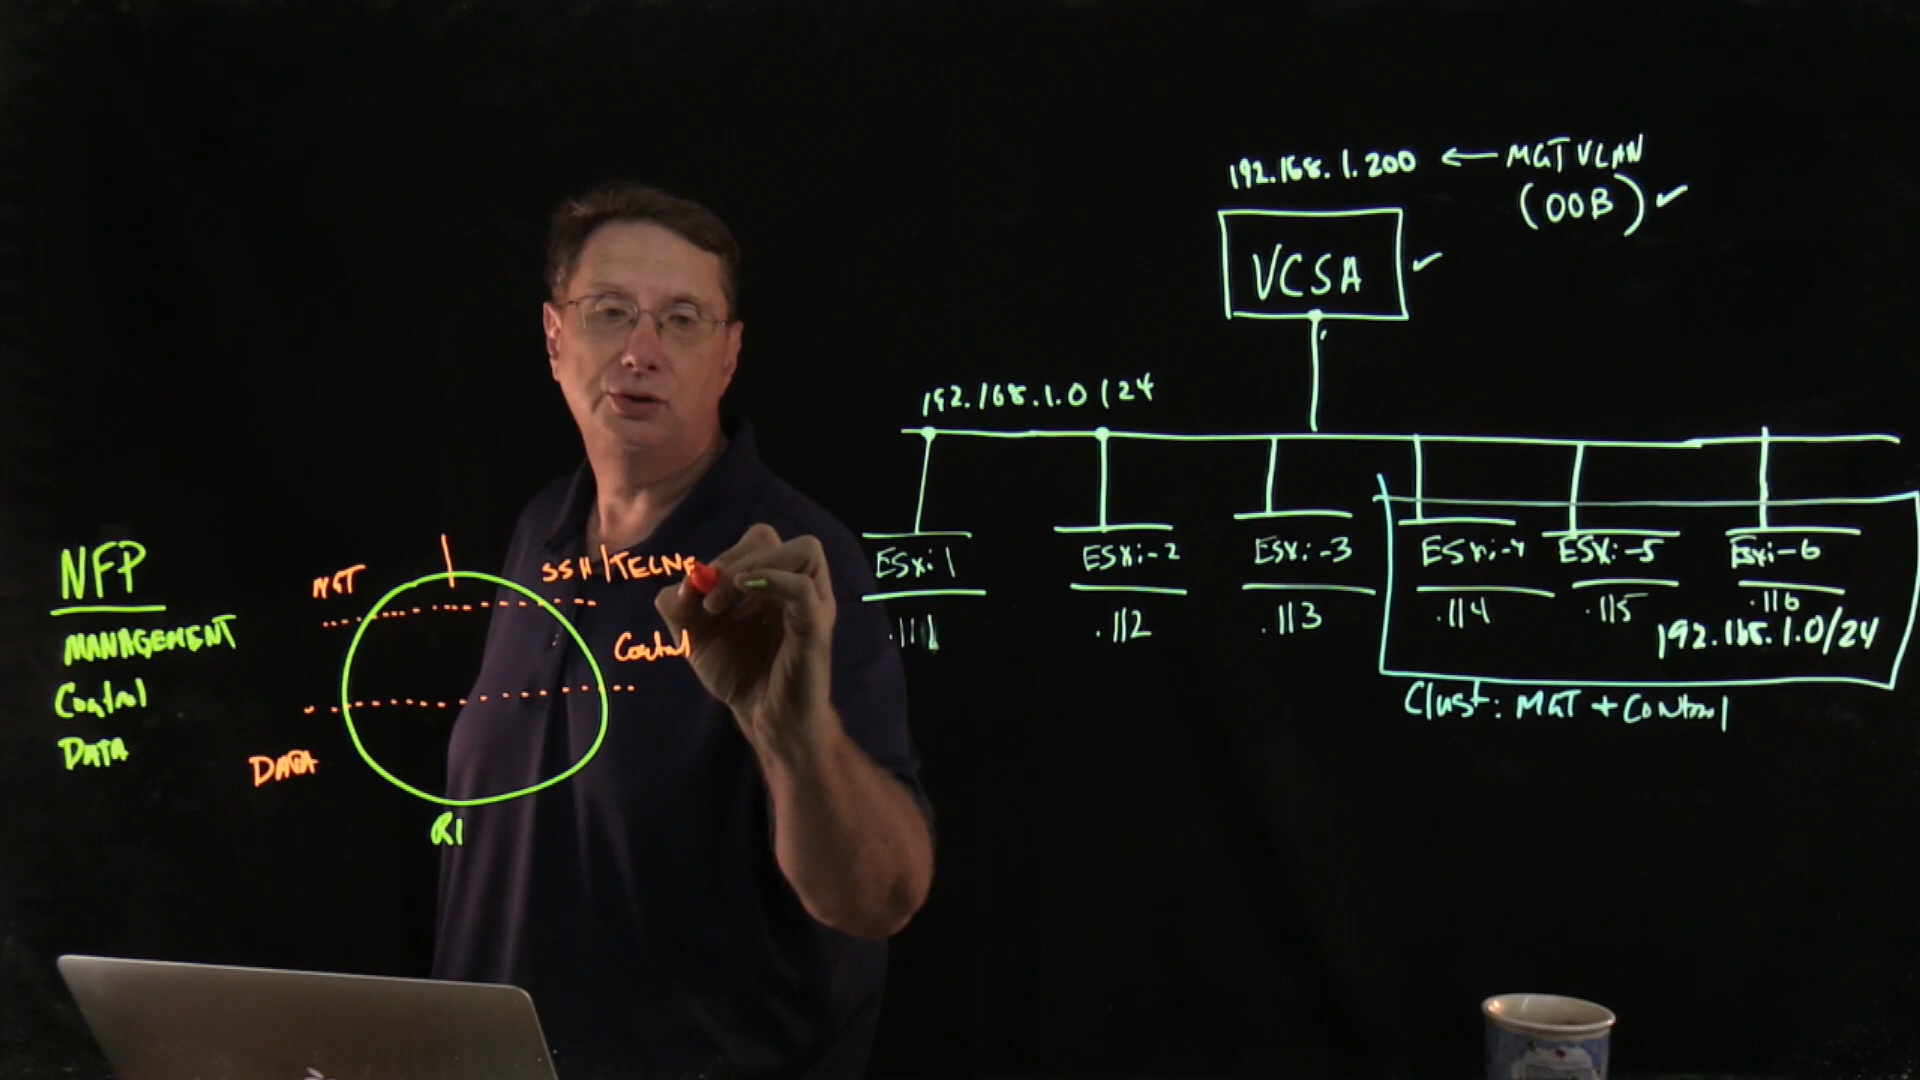 192.168.1.200 ← MGT VLAN
(OOB) ✓
VCSA ✓
192.168.1.0/24
ESXi 1
ESXi-2
ESXi-3
ESXi-4
ESXi-5
ESXi-6
.111
.112
.113
.114
.115
.116
192.168.1.0/24
Clust: MGT + Control
NFP
MANAGEMENT
Control
DATA
MGT
SSH/TELNE
Control
DATA
R1